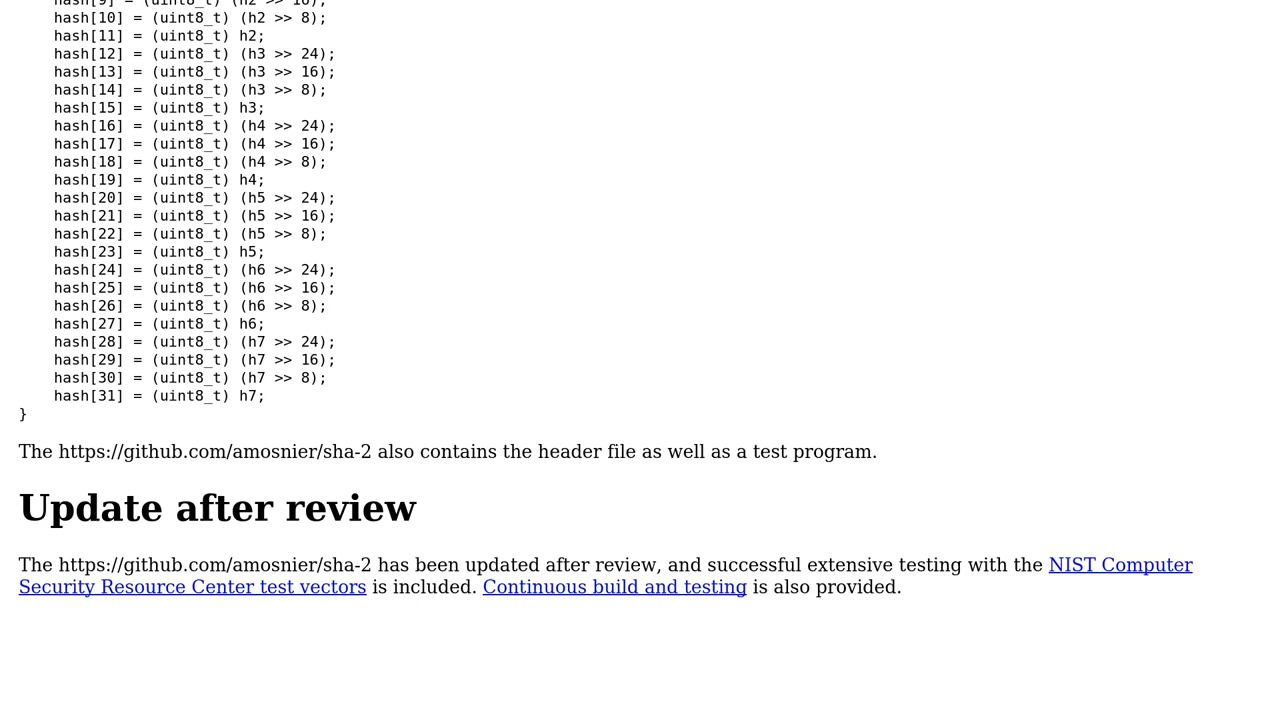 hash[9] = (uint8_t) (h2 >> 16);
hash[10] = (uint8_t) (h2 >> 8);
hash[11] = (uint8_t) h2;
hash[12] = (uint8_t) (h3 >> 24);
hash[13] = (uint8_t) (h3 >> 16);
hash[14] = (uint8_t) (h3 >> 8);
hash[15] = (uint8_t) h3;
hash[16] = (uint8_t) (h4 >> 24);
hash[17] = (uint8_t) (h4 >> 16);
hash[18] = (uint8_t) (h4 >> 8);
hash[19] = (uint8_t) h4;
hash[20] = (uint8_t) (h5 >> 24);
hash[21] = (uint8_t) (h5 >> 16);
hash[22] = (uint8_t) (h5 >> 8);
hash[23] = (uint8_t) h5;
hash[24] = (uint8_t) (h6 >> 24);
hash[25] = (uint8_t) (h6 >> 16);
hash[26] = (uint8_t) (h6 >> 8);
hash[27] = (uint8_t) h6;
hash[28] = (uint8_t) (h7 >> 24);
hash[29] = (uint8_t) (h7 >> 16);
hash[30] = (uint8_t) (h7 >> 8);
hash[31] = (uint8_t) h7;
}
The https://github.com/amosnier/sha-2 also contains the header file as well as a test program.
Update after review
The https://github.com/amosnier/sha-2 has been updated after review, and successful extensive testing with the NIST Computer
Security Resource Center test vectors is included. Continuous build and testing is also provided.